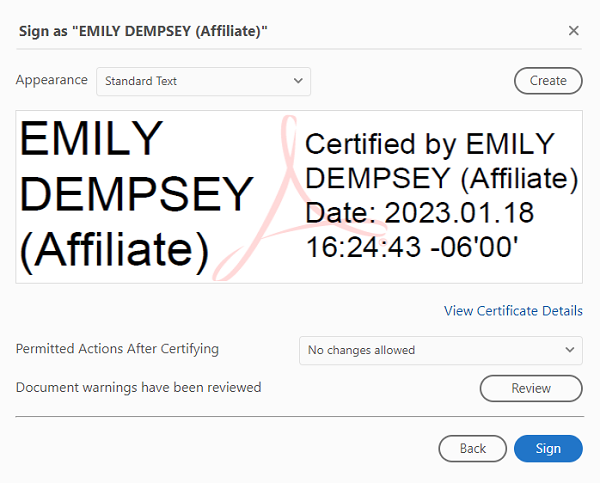 Sign as "EMILY DEMPSEY (Affiliate)"
Appearance
Standard Text
Create
EMILY
DEMPSEY
(Affiliate)
Certified by EMILY
DEMPSEY (Affiliate)
Date: 2023.01.18
16:24:43 -06'00'
View Certificate Details
Permitted Actions After Certifying
No changes allowed
Document warnings have been reviewed
Review
Back
Sign